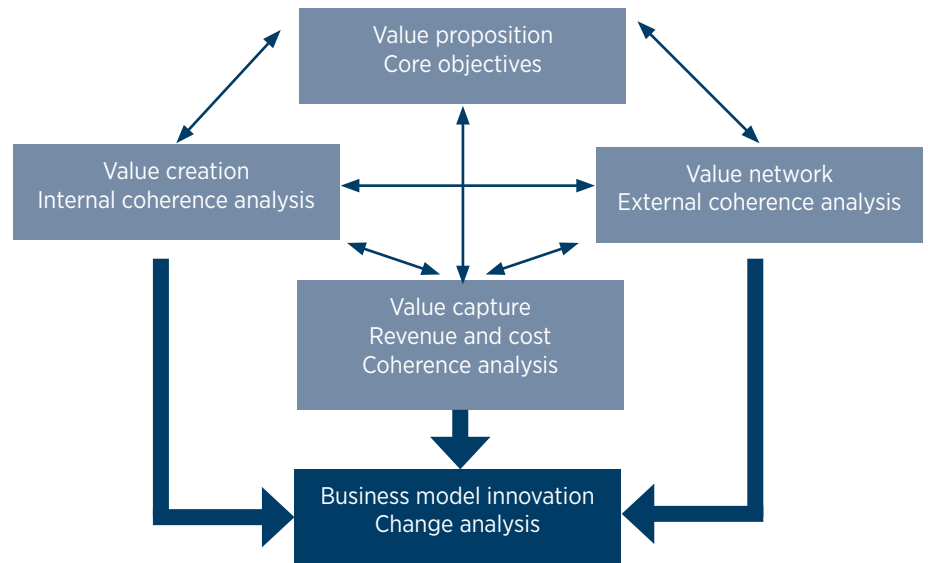 Value proposition
Core objectives
Value creation
Internal coherence analysis
Value network
External coherence analysis
Value capture
Revenue and cost
Coherence analysis
Business model innovation
Change analysis